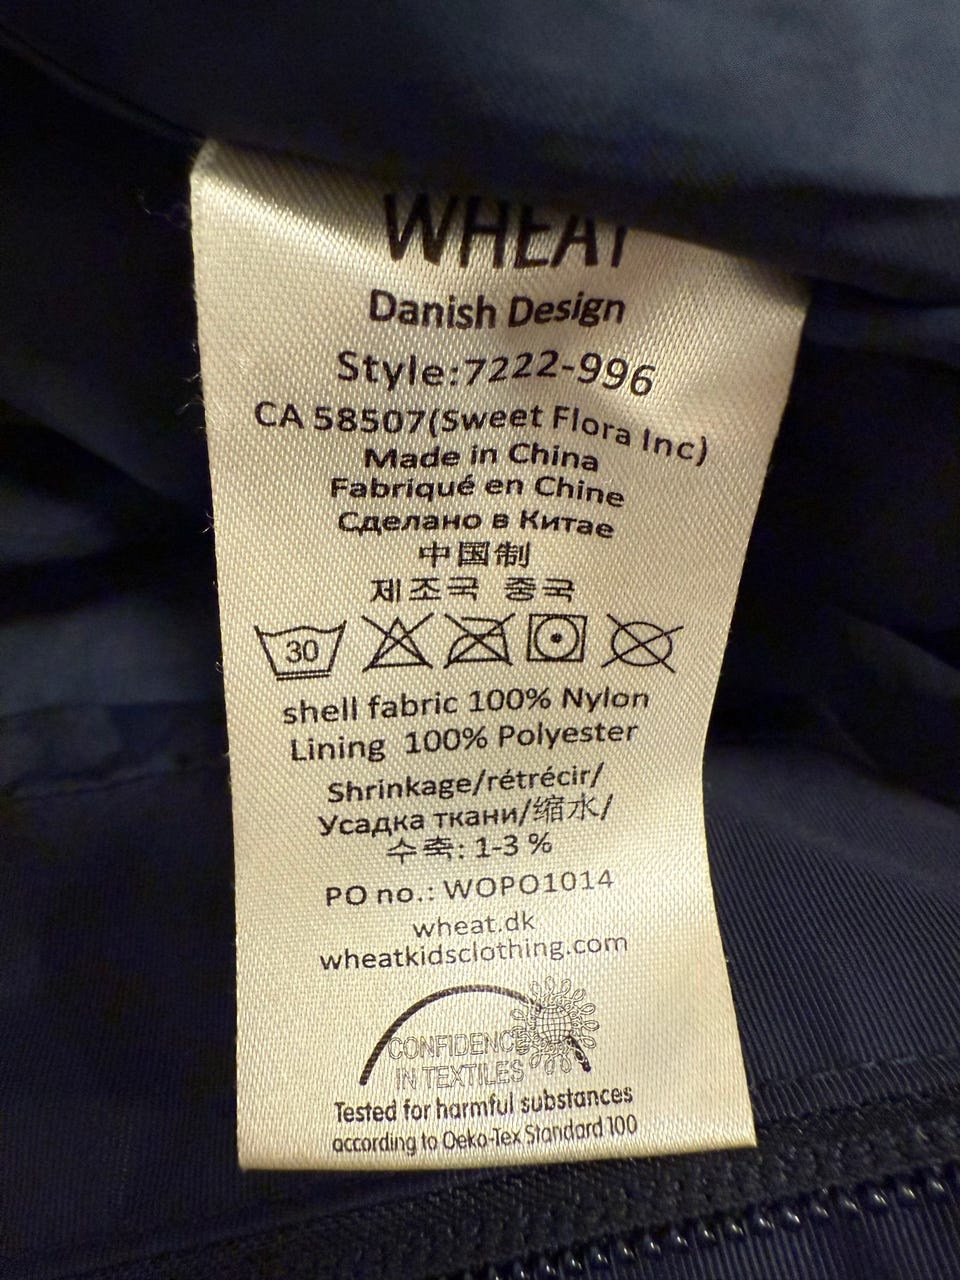 WHEAT
Danish Design
Style:7222-996
CA 58507(Sweet Flora Inc)
Made in China
Fabriqué en Chine
Сделано в Китае
中国制
제조국 중국
30
shell fabric 100% Nylon
Lining 100% Polyester
Shrinkage/rétrécir/
Усадка ткани/缩水/
수축: 1-3 %
PO no.: WOPO1014
wheat.dk
wheatkidsclothing.com
CONFIDENCE
IN TEXTILES
Tested for harmful substances
according to Oeko-Tex Standard 100